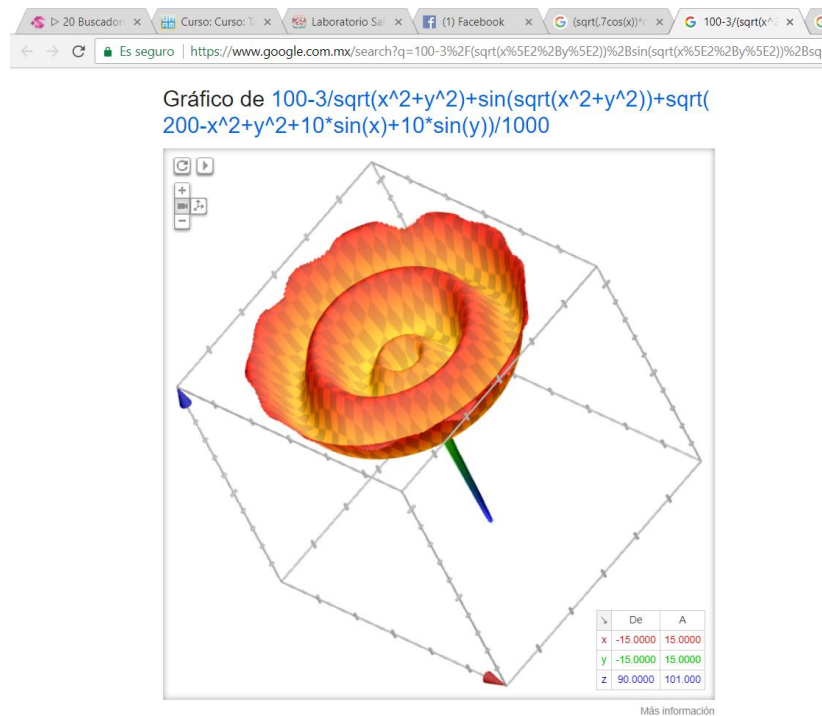 ▷ 20 Buscador
Curso: Curso: T
Laboratorio Sal
(1) Facebook
(sqrt(.7cos(x))*c
100-3/(sqrt(x^2
Es seguro | https://www.google.com.mx/search?q=100-3%2F(sqrt(x%5E2%2By%5E2))%2Bsin(sqrt(x%5E2%2By%5E2))%2Bsq
Gráfico de 100-3/sqrt(x^2+y^2)+sin(sqrt(x^2+y^2))+sqrt(
200-x^2+y^2+10*sin(x)+10*sin(y))/1000
De A
x -15.0000 15.0000
y -15.0000 15.0000
z 90.0000 101.000
Más información